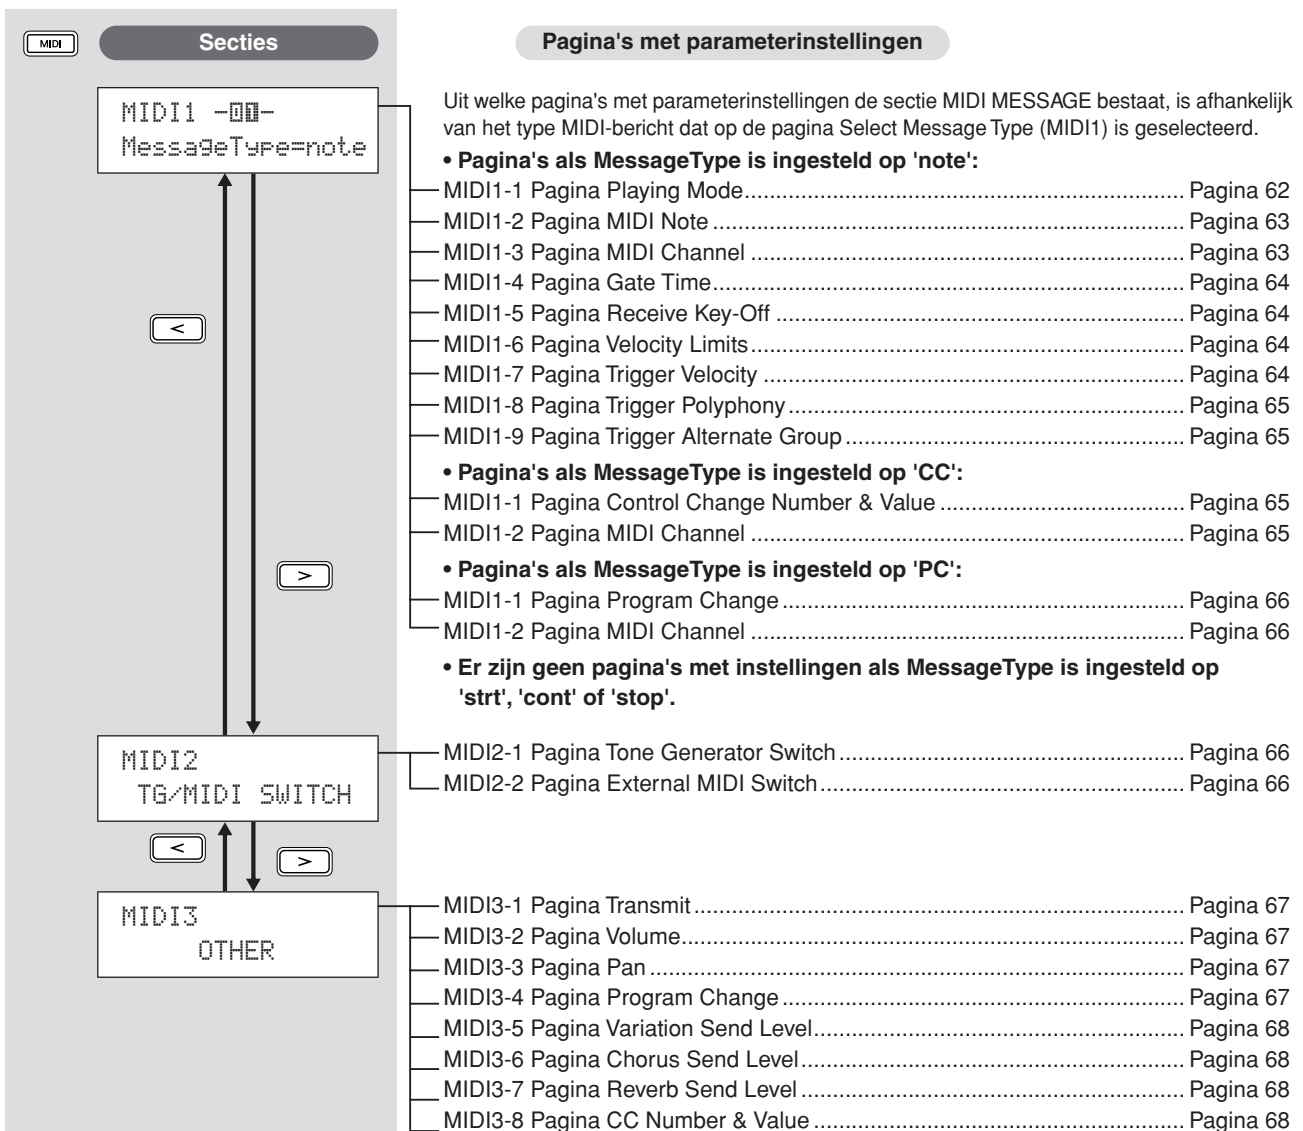 MIDI
Secties
Pagina's met parameterinstellingen
MIDI1 -01-
MessageType=note
Uit welke pagina's met parameterinstellingen de sectie MIDI MESSAGE bestaat, is afhankelijk
van het type MIDI-bericht dat op de pagina Select Message Type (MIDI1) is geselecteerd.
• Pagina's als MessageType is ingesteld op 'note':
MIDI1-1 Pagina Playing Mode.......... Pagina 62
MIDI1-2 Pagina MIDI Note .......... Pagina 63
MIDI1-3 Pagina MIDI Channel .......... Pagina 63
MIDI1-4 Pagina Gate Time.......... Pagina 64
MIDI1-5 Pagina Receive Key-Off .......... Pagina 64
MIDI1-6 Pagina Velocity Limits.......... Pagina 64
MIDI1-7 Pagina Trigger Velocity .......... Pagina 64
MIDI1-8 Pagina Trigger Polyphony.......... Pagina 65
MIDI1-9 Pagina Trigger Alternate Group.......... Pagina 65
• Pagina's als MessageType is ingesteld op 'CC':
MIDI1-1 Pagina Control Change Number & Value .......... Pagina 65
MIDI1-2 Pagina MIDI Channel .......... Pagina 65
• Pagina's als MessageType is ingesteld op 'PC':
MIDI1-1 Pagina Program Change.......... Pagina 66
MIDI1-2 Pagina MIDI Channel .......... Pagina 66
• Er zijn geen pagina's met instellingen als MessageType is ingesteld op
'strt', 'cont' of 'stop'.
<
>
MIDI2
TG/MIDI SWITCH
MIDI2-1 Pagina Tone Generator Switch.......... Pagina 66
MIDI2-2 Pagina External MIDI Switch.......... Pagina 66
<
>
MIDI3
OTHER
MIDI3-1 Pagina Transmit.......... Pagina 67
MIDI3-2 Pagina Volume.......... Pagina 67
MIDI3-3 Pagina Pan.......... Pagina 67
MIDI3-4 Pagina Program Change.......... Pagina 67
MIDI3-5 Pagina Variation Send Level.......... Pagina 68
MIDI3-6 Pagina Chorus Send Level.......... Pagina 68
MIDI3-7 Pagina Reverb Send Level.......... Pagina 68
MIDI3-8 Pagina CC Number & Value .......... Pagina 68